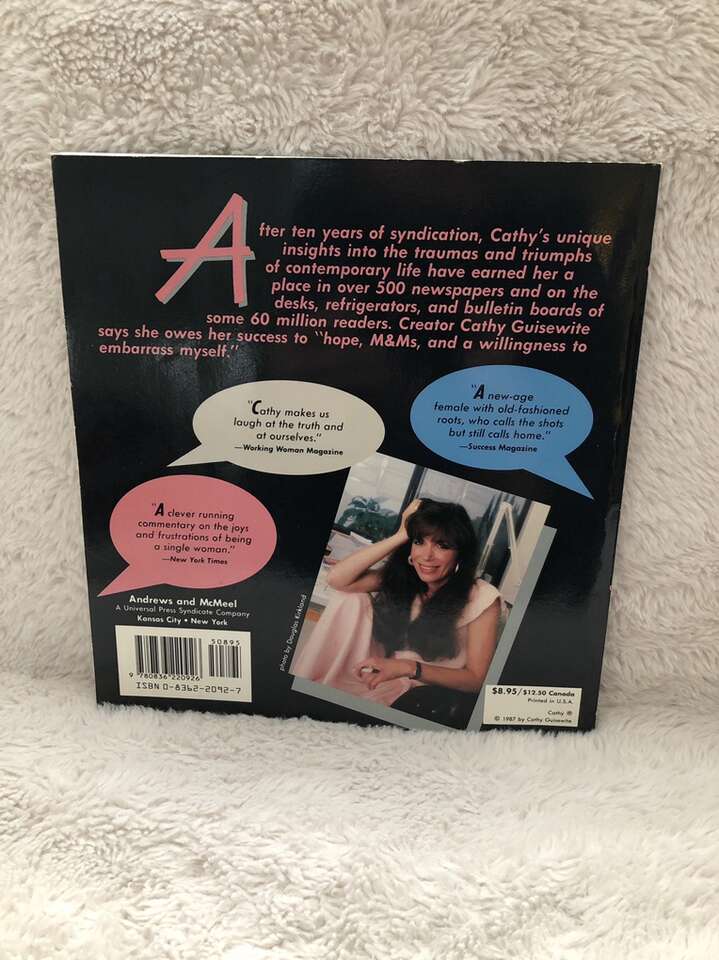 After ten years of syndication, Cathy's unique
insights into the traumas and triumphs
of contemporary life have earned her a
place in over 500 newspapers and on the
desks, refrigerators, and bulletin boards of
some 60 million readers. Creator Cathy Guisewite
says she owes her success to "hope, M&Ms, and a willingness to
embarrass myself."
"Cathy makes us
laugh at the truth and
at ourselves."
—Working Woman Magazine
"A new-age
female with old-fashioned
roots, who calls the shots
but still calls home."
—Success Magazine
"A clever running
commentary on the joys
and frustrations of being
a single woman."
—New York Times
Andrews and McMeel
A Universal Press Syndicate Company
Kansas City • New York
50895
9 780836 220926
ISBN 0-8362-2092-7
photo by Douglas Kirkland
$8.95/$12.50 Canada
Printed in U.S.A.
Cathy ®
© 1987 by Cathy Guisewite